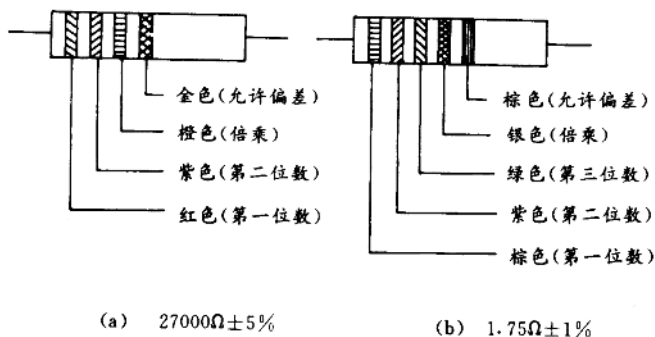 金色(允许偏差)
橙色(倍乘)
紫色(第二位数)
红色(第一位数)
(a) 27000Ω±5%
棕色(允许偏差)
银色(倍乘)
绿色(第三位数)
紫色(第二位数)
棕色(第一位数)
(b) 1.75Ω±1%